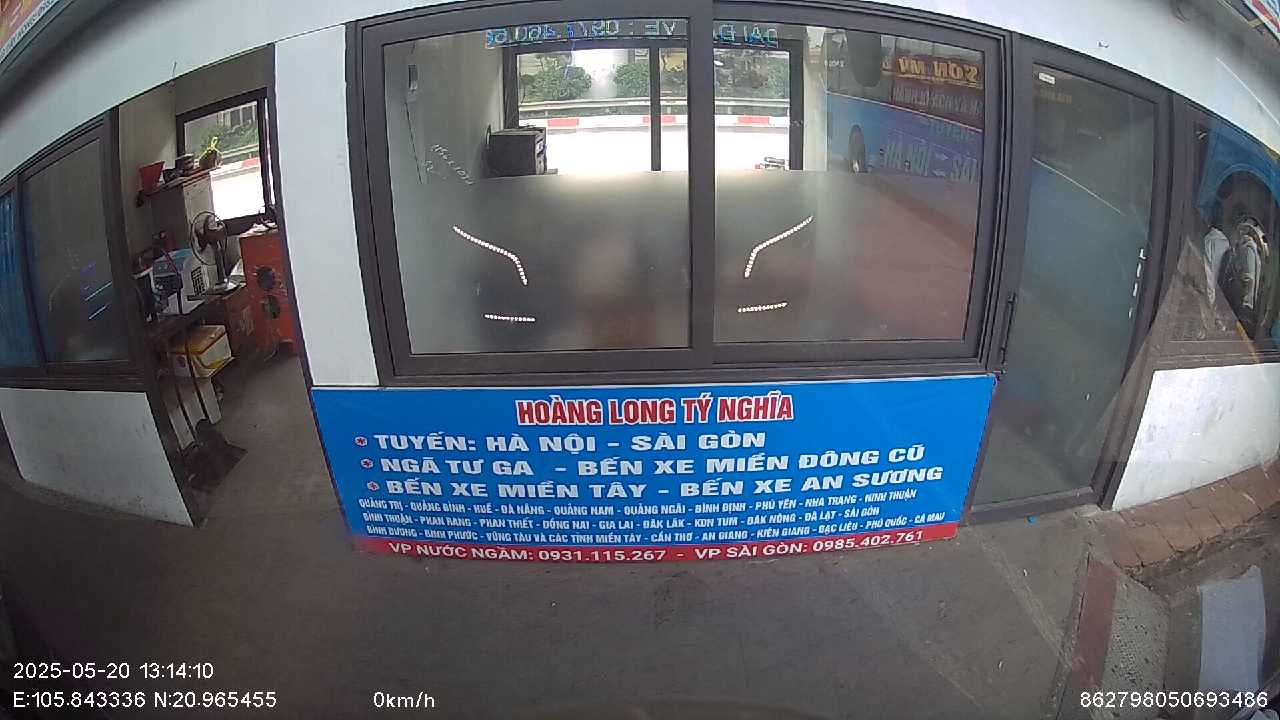 SƠN MỸ
HOÀNG LONG TÝ NGHĨA
* TUYẾN: HÀ NỘI - SÀI GÒN
* NGÃ TƯ GA - BẾN XE MIỀN ĐÔNG CŨ
* BẾN XE MIỀN TÂY - BẾN XE AN SƯƠNG
QUẢNG TRỊ - QUẢNG BÌNH - HUẾ - ĐÀ NẴNG - QUẢNG NAM - QUẢNG NGÃI - BÌNH ĐỊNH - PHÚ YÊN - NHA TRANG - NINH THUẬN
BÌNH THUẬN - PHAN RANG - PHAN THIẾT - ĐỒNG NAI - GIA LAI - ĐĂK LĂK - KON TUM - ĐĂK NÔNG - ĐÀ LẠT - SÀI GÒN
BÌNH DƯƠNG - BÌNH PHƯỚC - VŨNG TÀU VÀ CÁC TỈNH MIỀN TÂY - CẦN THƠ - AN GIANG - KIÊN GIANG - BẠC LIÊU - PHÚ QUỐC - CÀ MAU
VP NƯỚC NGẦM: 0931.115.267 - VP SÀI GÒN: 0985.402.761
2025-05-20 13:14:10
E:105.843336 N:20.965455 0km/h 862798050693486